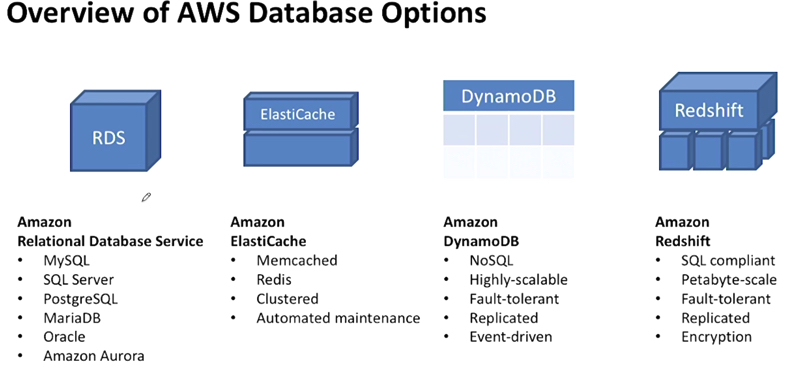 Overview of AWS Database Options
RDS
ElastiCache
DynamoDB
Redshift
Amazon
Relational Database Service
• MySQL
• SQL Server
• PostgreSQL
• MariaDB
• Oracle
• Amazon Aurora
Amazon
ElastiCache
• Memcached
• Redis
• Clustered
• Automated maintenance
Amazon
DynamoDB
• NoSQL
• Highly-scalable
• Fault-tolerant
• Replicated
• Event-driven
Amazon
Redshift
• SQL compliant
• Petabyte-scale
• Fault-tolerant
• Replicated
• Encryption